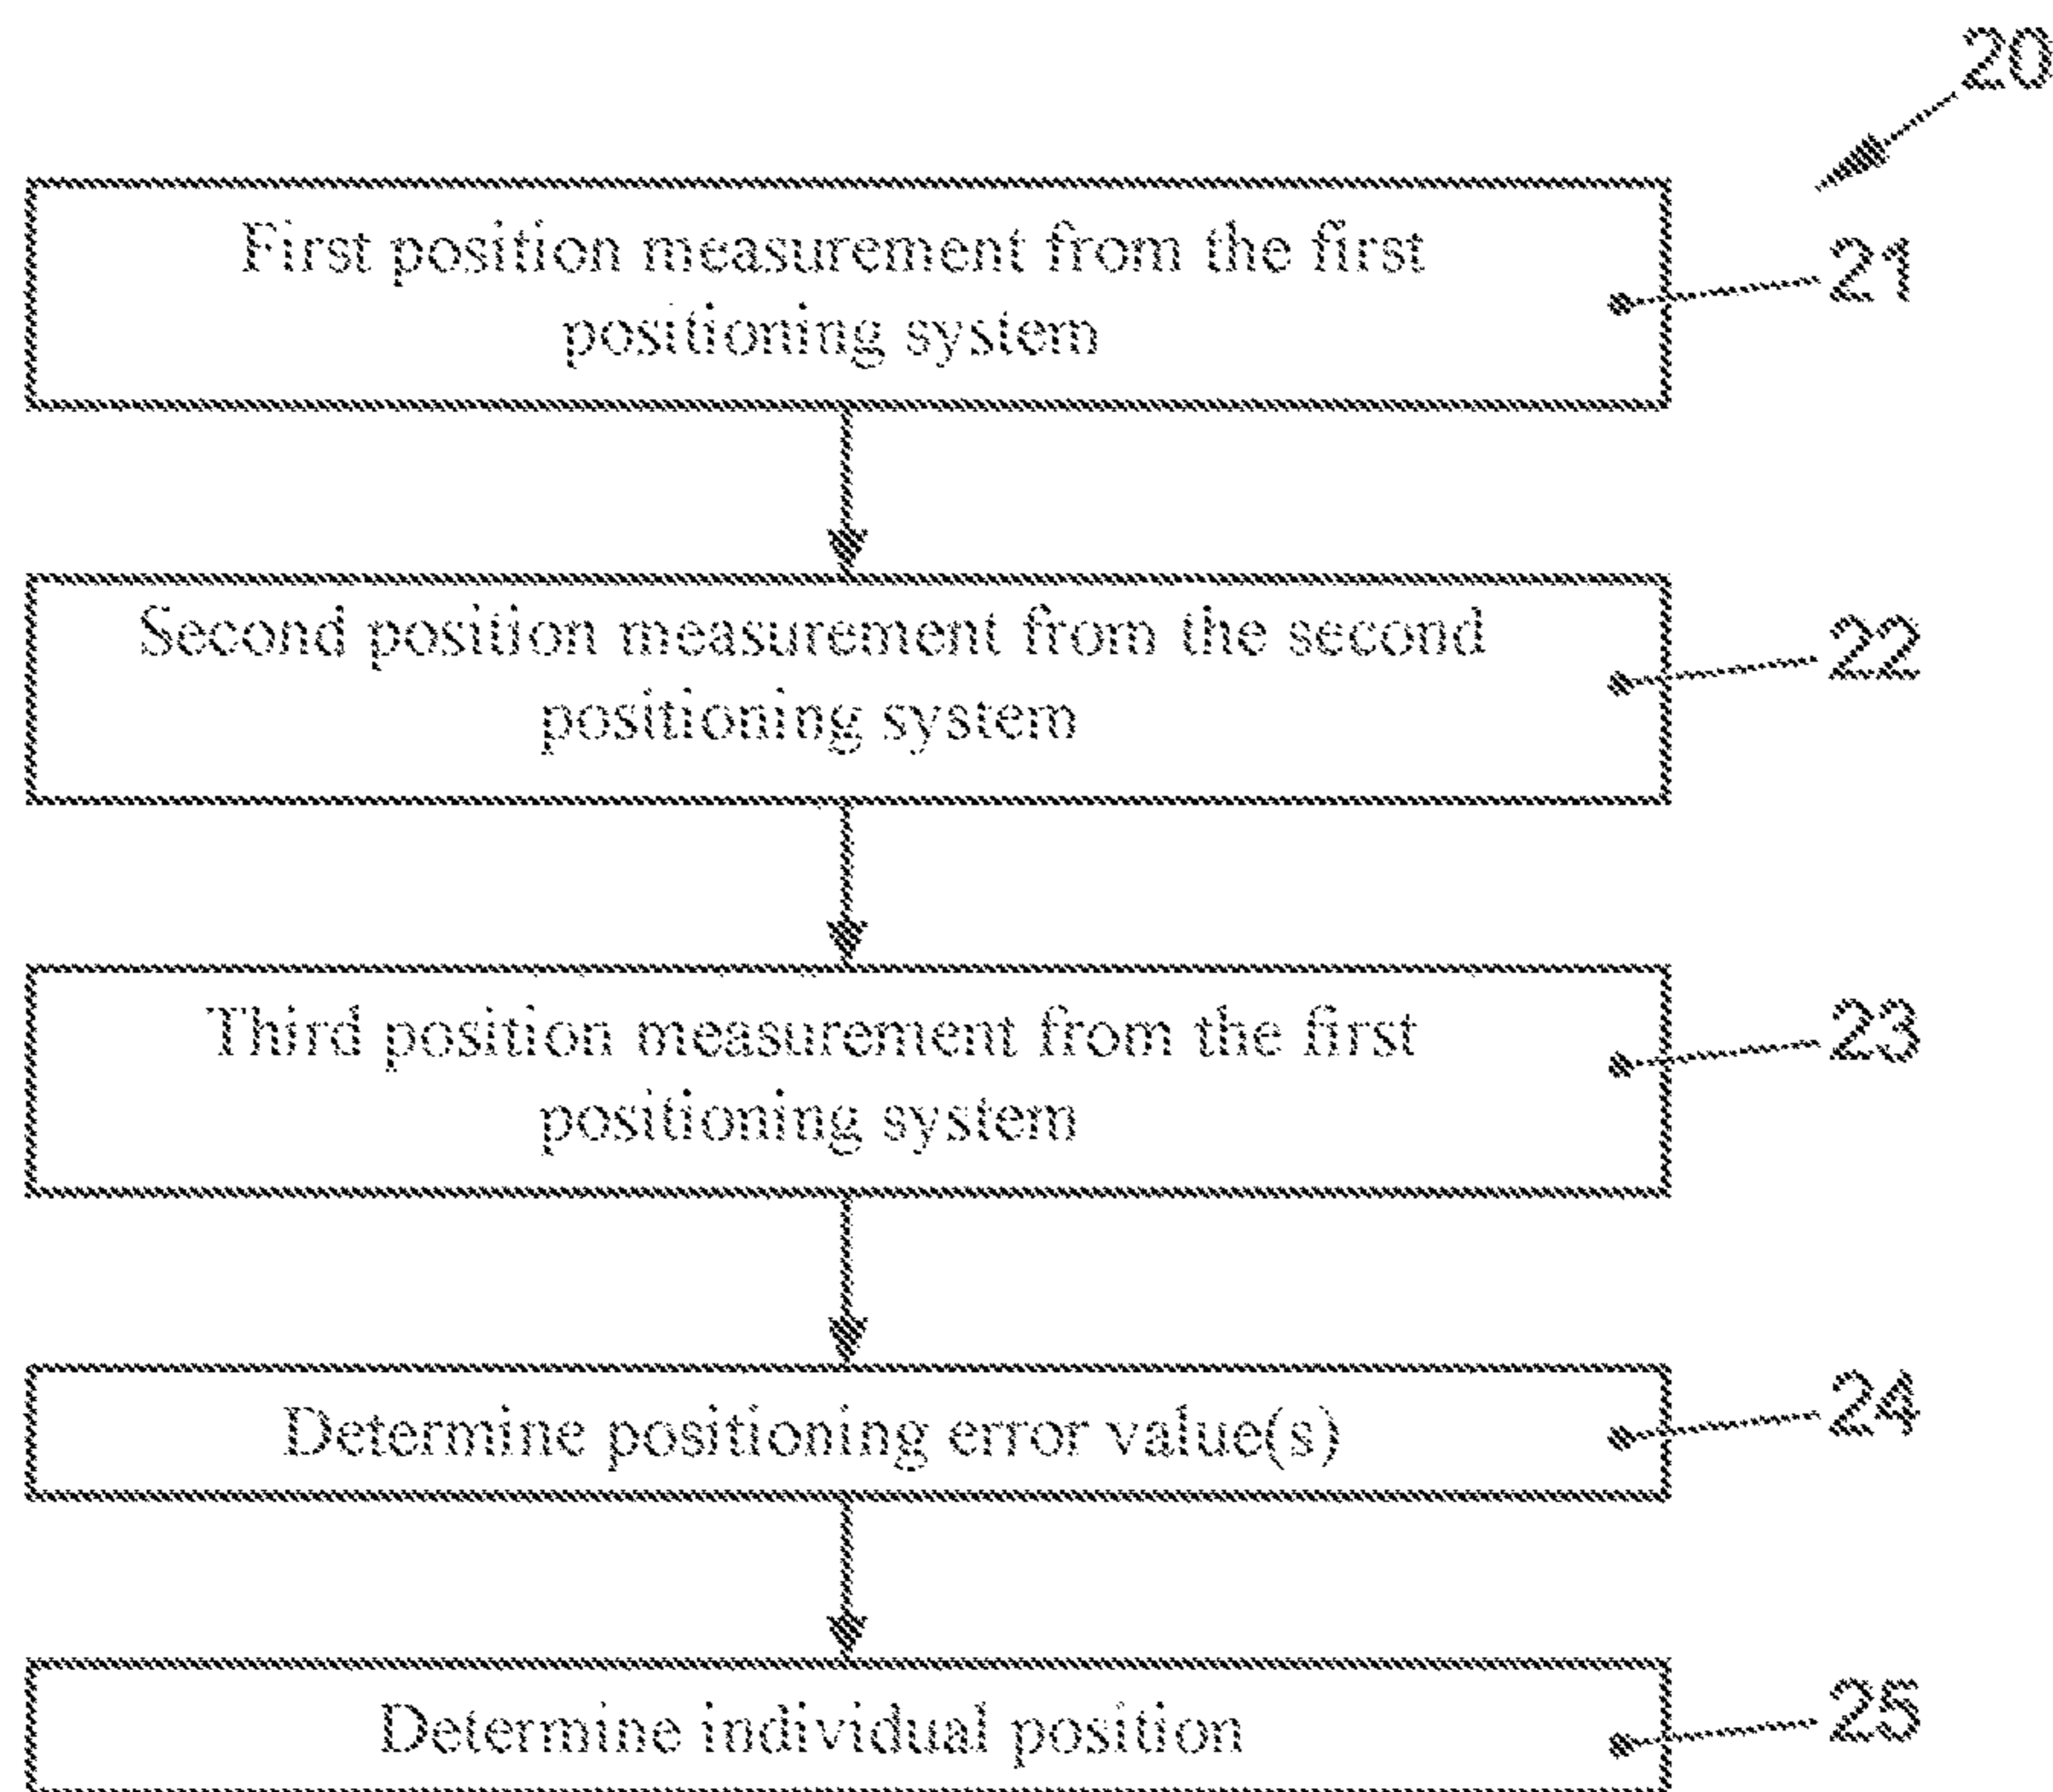 20
First position measurement from the first
positioning system
21
Second position measurement from the second
positioning system
22
Third position measurement from the first
positioning system
23
Determine positioning error value(s)
24
Determine individual position
25